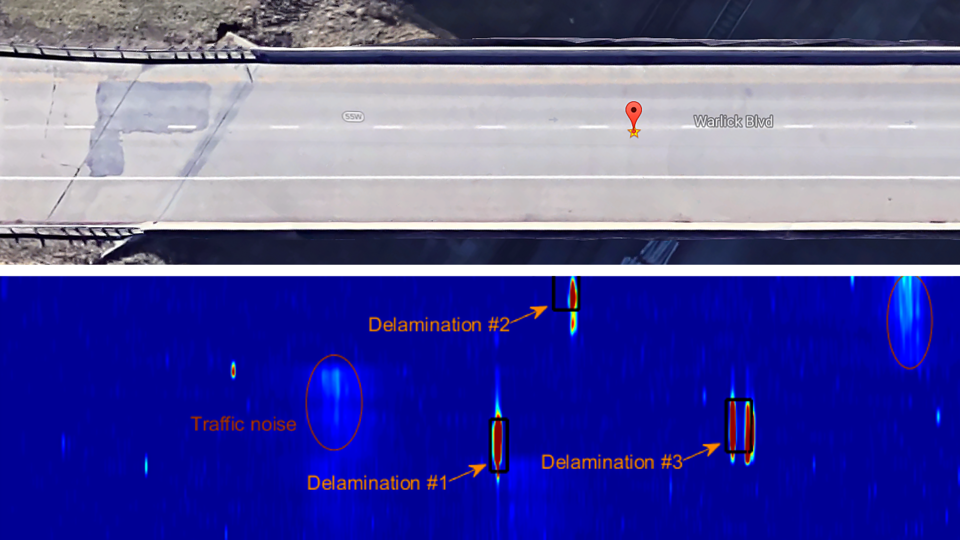 55W
Warlick Blvd
Delamination #2
Traffic noise
Delamination #3
Delamination #1